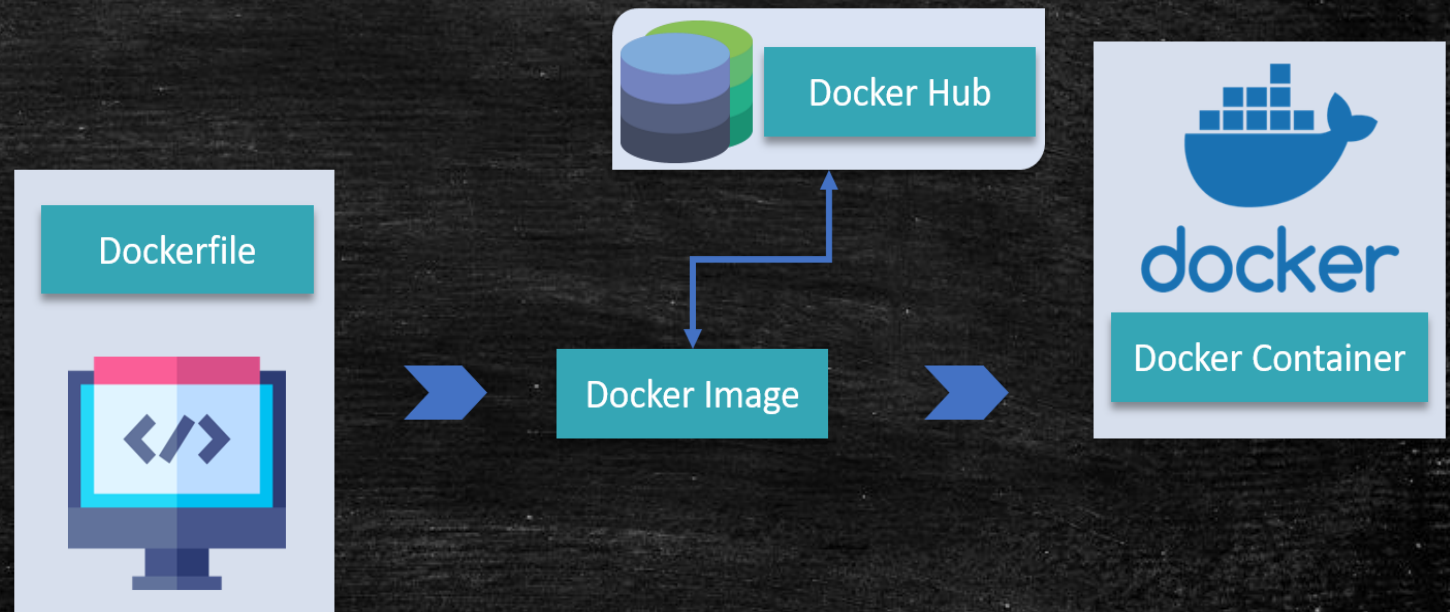 Docker Hub
Dockerfile
</>
Docker Image
docker
Docker Container